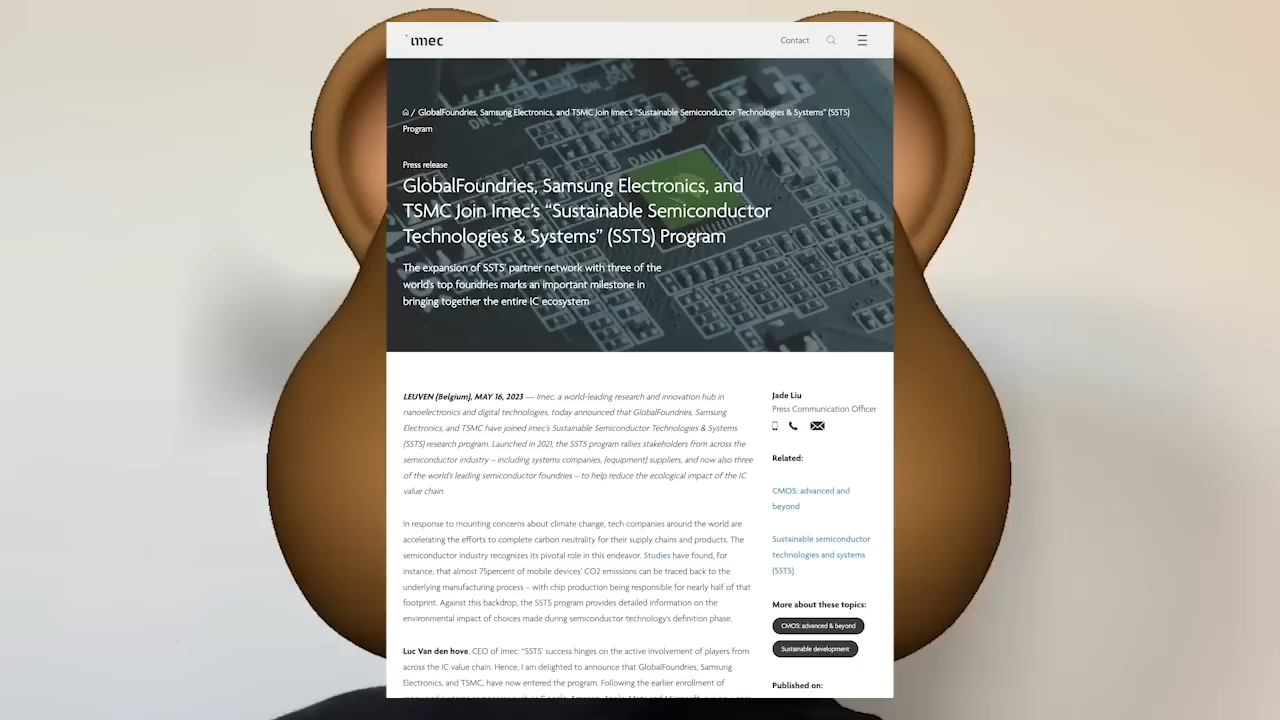 imec
Contact
/ GlobalFoundries, Samsung Electronics, and TSMC Join Imec's "Sustainable Semiconductor Technologies & Systems" (SSTS)
Program
Press release
GlobalFoundries, Samsung Electronics, and
TSMC Join Imec's “Sustainable Semiconductor
Technologies & Systems” (SSTS) Program
The expansion of SSTS' partner network with three of the
world's top foundries marks an important milestone in
bringing together the entire IC ecosystem
LEUVEN (Belgium), MAY 16, 2023 –– Imec, a world-leading research and innovation hub in
nanoelectronics and digital technologies, today announced that GlobalFoundries, Samsung
Electronics, and TSMC have joined imec's Sustainable Semiconductor Technologies & Systems
(SSTS) research program. Launched in 2021, the SSTS program rallies stakeholders from across the
semiconductor industry – including systems companies, (equipment) suppliers, and now also three
of the world's leading semiconductor foundries – to help reduce the ecological impact of the IC
value chain.
In response to mounting concerns about climate change, tech companies around the world are
accelerating the efforts to complete carbon neutrality for their supply chains and products. The
semiconductor industry recognizes its pivotal role in this endeavor. Studies have found, for
instance, that almost 75percent of mobile devices' CO2 emissions can be traced back to the
underlying manufacturing process – with chip production being responsible for nearly half of that
footprint. Against this backdrop, the SSTS program provides detailed information on the
environmental impact of choices made during semiconductor technology's definition phase.
Luc Van den hove, CEO of imec: “SSTS' success hinges on the active involvement of players from
across the IC value chain. Hence, I am delighted to announce that GlobalFoundries, Samsung
Electronics, and TSMC, have now entered the program. Following the earlier enrollment of
Jade Liu
Press Communication Officer
Related:
CMOS: advanced and
beyond
Sustainable semiconductor
technologies and systems
(SSTS)
More about these topics:
CMOS: advanced & beyond
Sustainable development
Published on: